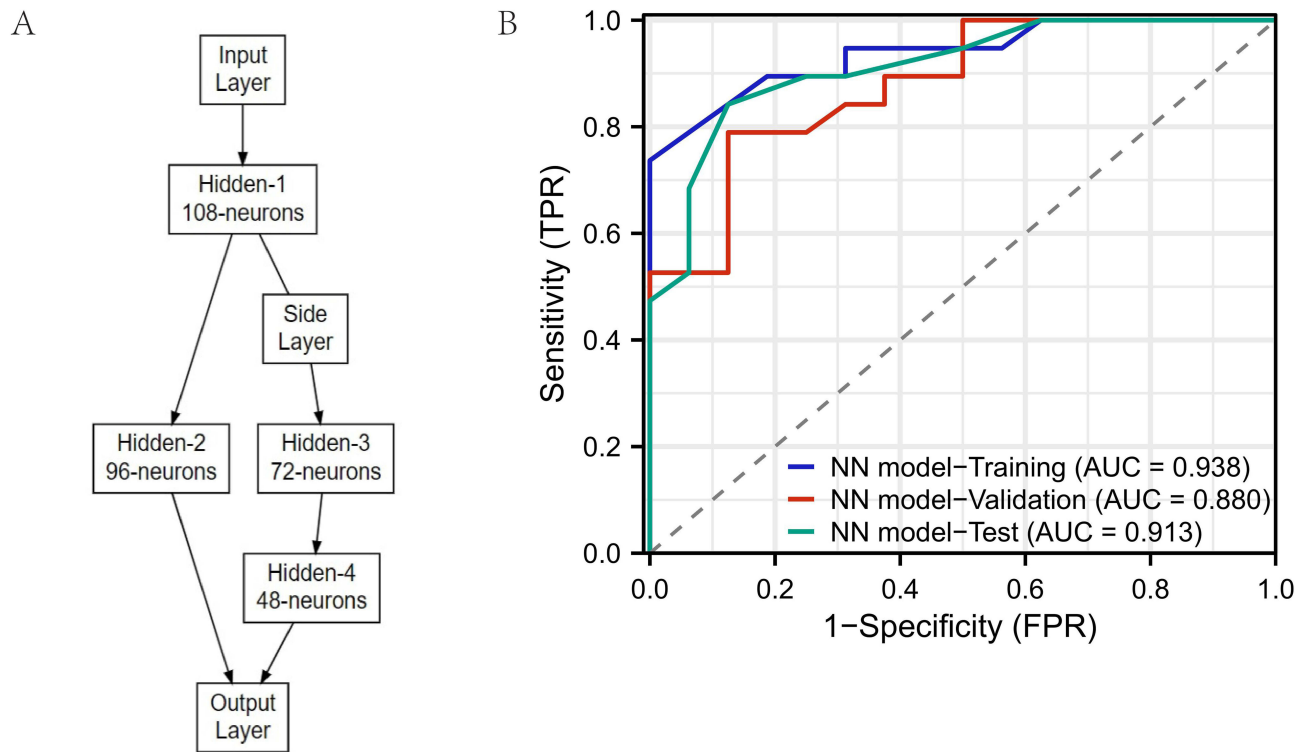 A
Input
Layer
Hidden-1
108-neurons
Side
Layer
Hidden-2
96-neurons
Hidden-3
72-neurons
Hidden-4
48-neurons
Output
Layer
B
Sensitivity (TPR)
1.0
0.8
0.6
0.4
0.2
0.0
NN model−Training (AUC = 0.938)
NN model−Validation (AUC = 0.880)
NN model−Test (AUC = 0.913)
0.0 0.2 0.4 0.6 0.8 1.0
1−Specificity (FPR)